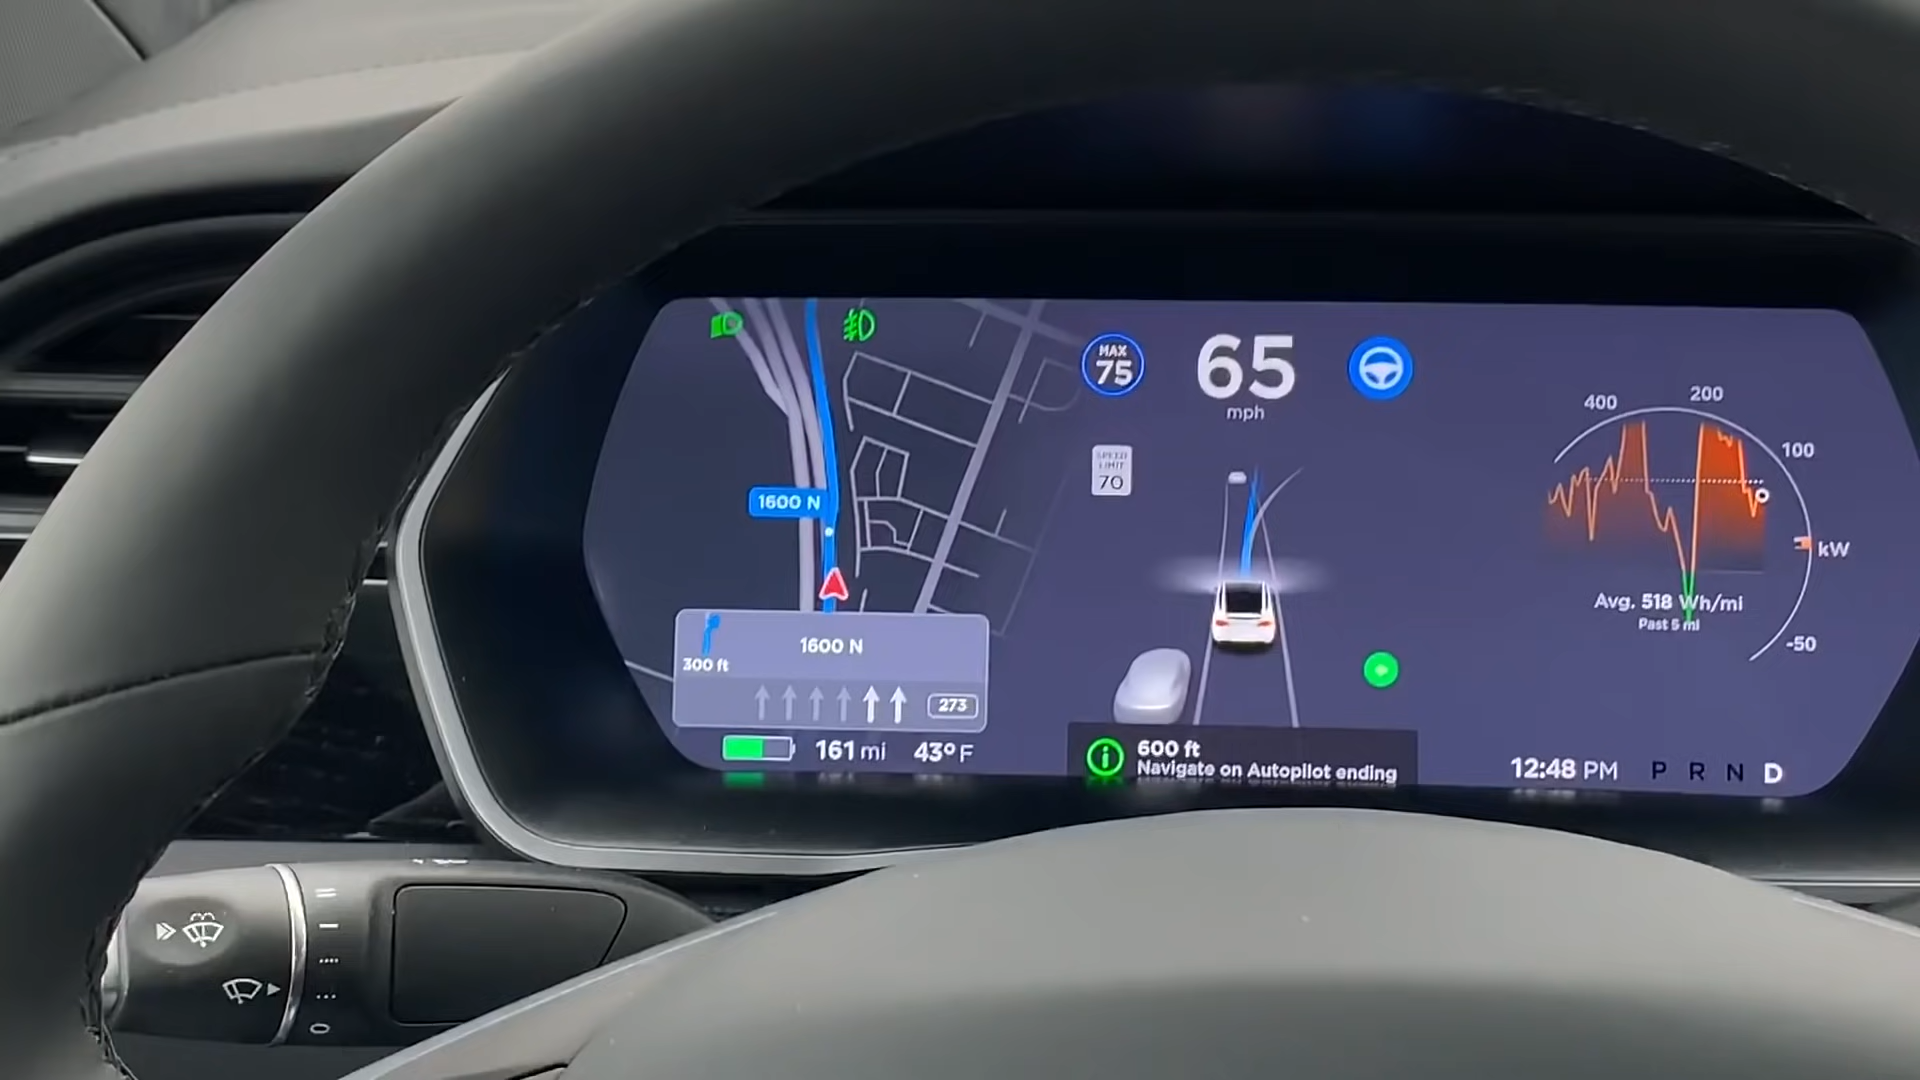 1600 N
300 ft
1600 N
273
161 mi
43° F
MAX
75
65
mph
SPEED
LIMIT
70
600 ft
Navigate on Autopilot ending
400
200
100
kW
-50
Avg. 518 Wh/mi
Past 5 mi
12:48 PM
P R N D